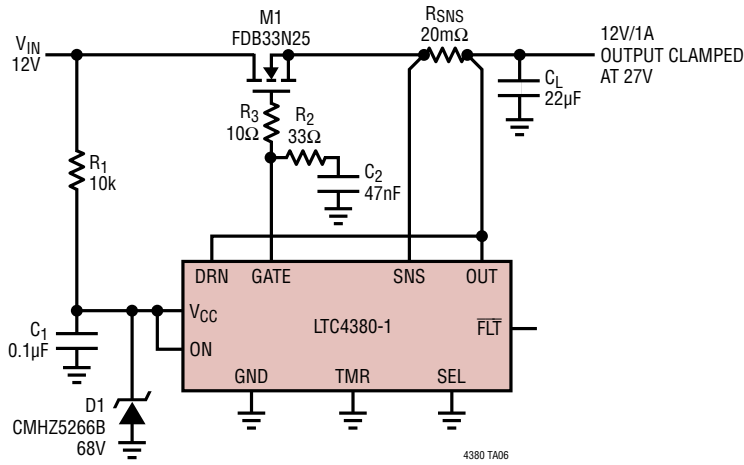 M1
FDB33N25
RSNS
20mΩ
VIN
12V
12V/1A
OUTPUT CLAMPED
AT 27V
CL
22µF
R3
10Ω
R2
33Ω
R1
10k
C2
47nF
DRN GATE SNS OUT
VCC
LTC4380-1
FLT
ON
C1
0.1µF
GND TMR SEL
D1
CMHZ5266B
68V
4380 TA06